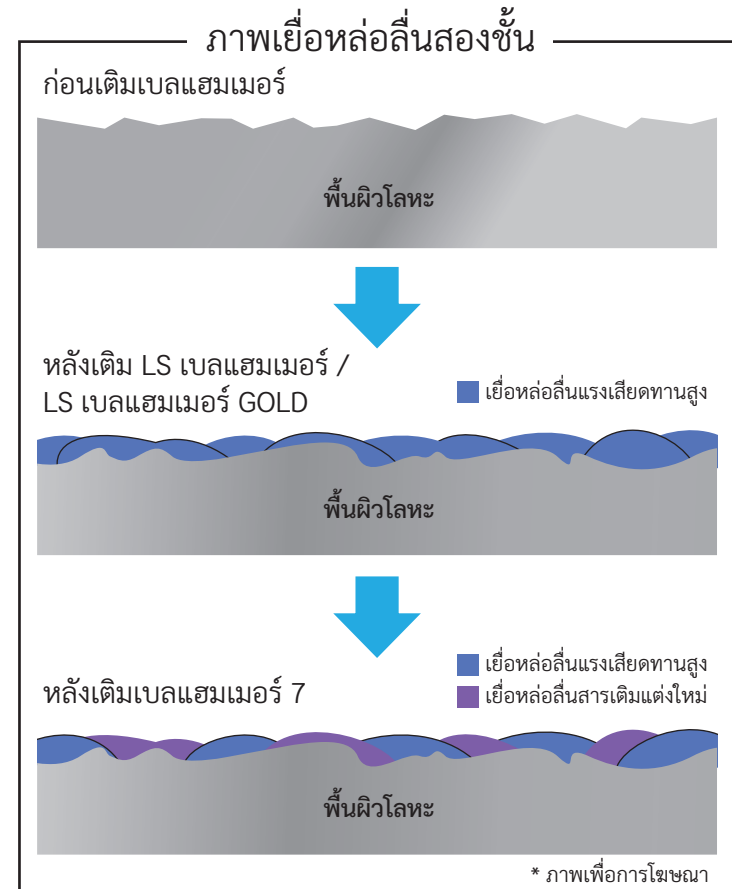 ภาพเยื่อหล่อลื่นสองชั้น
ก่อนเติมเบลแฮมเมอร์
พื้นผิวโลหะ
หลังเติม LS เบลแฮมเมอร์ /
LS เบลแฮมเมอร์ GOLD
เยื่อหล่อลื่นแรงเสียดทานสูง
พื้นผิวโลหะ
หลังเติมเบลแฮมเมอร์ 7
เยื่อหล่อลื่นแรงเสียดทานสูง
เยื่อหล่อลื่นสารเติมแต่งใหม่
พื้นผิวโลหะ
* ภาพเพื่อการโฆษณา